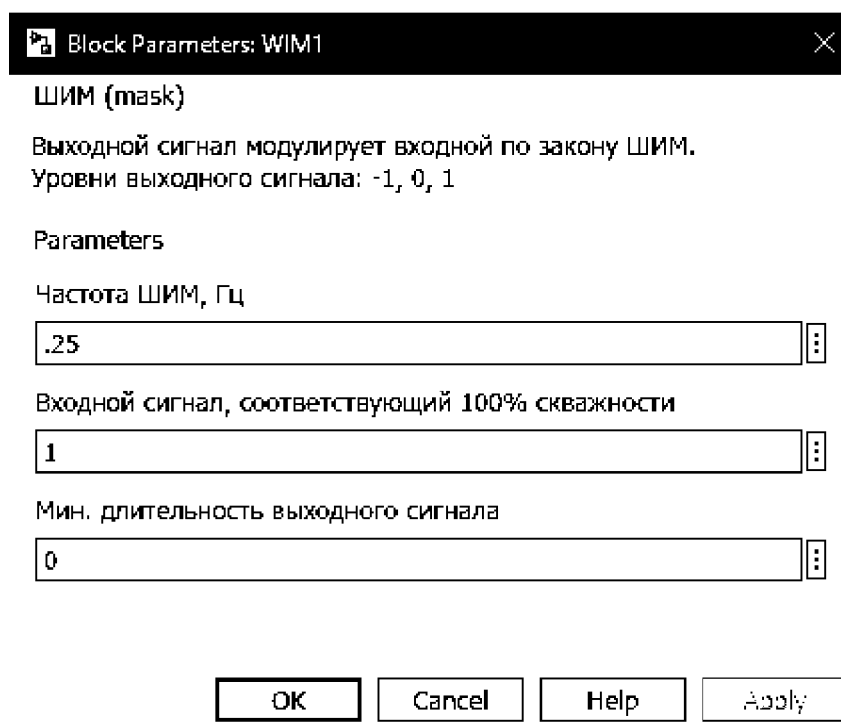 Block Parameters: WIM1
ШИМ (mask)
Выходной сигнал модулирует входной по закону ШИМ.
Уровни выходного сигнала: -1, 0, 1
Parameters
Частота ШИМ, Гц
.25
Входной сигнал, соответствующий 100% скважности
1
Мин. длительность выходного сигнала
0
OK Cancel Help Apply